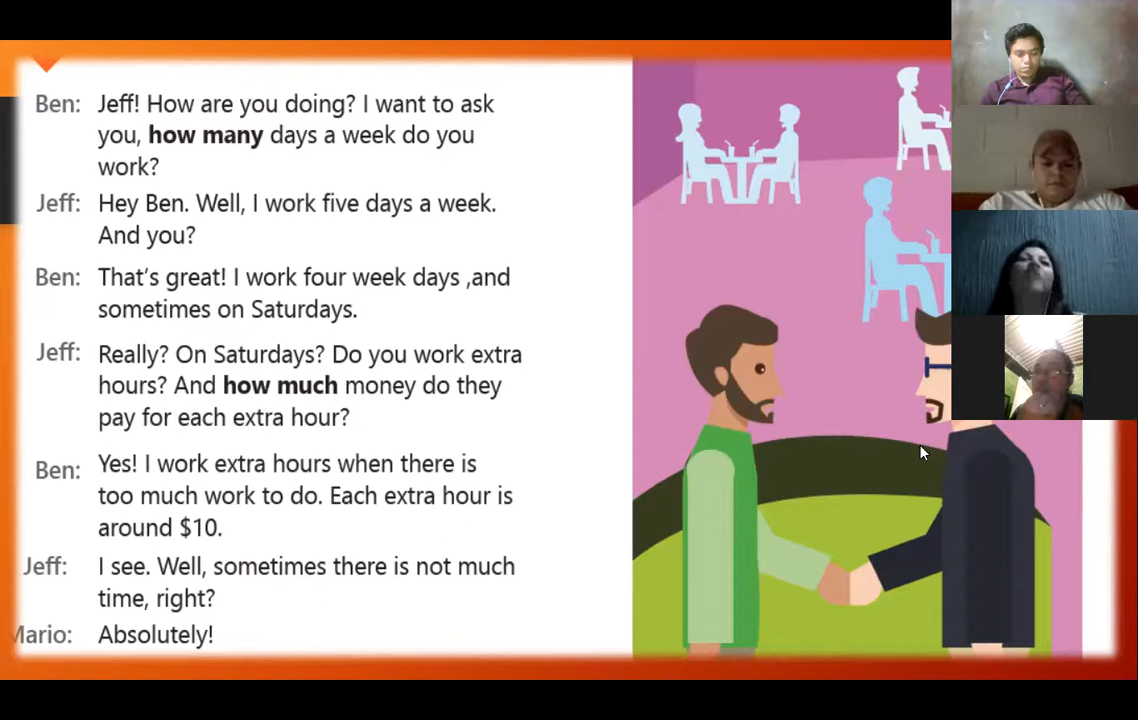 Ben: Jeff! How are you doing? I want to ask
you, how many days a week do you
work?
Jeff: Hey Ben. Well, I work five days a week.
And you?
Ben: That's great! I work four week days ,and
sometimes on Saturdays.
Jeff: Really? On Saturdays? Do you work extra
hours? And how much money do they
pay for each extra hour?
Ben: Yes! I work extra hours when there is
too much work to do. Each extra hour is
around $10.
Jeff: I see. Well, sometimes there is not much
time, right?
Mario: Absolutely!